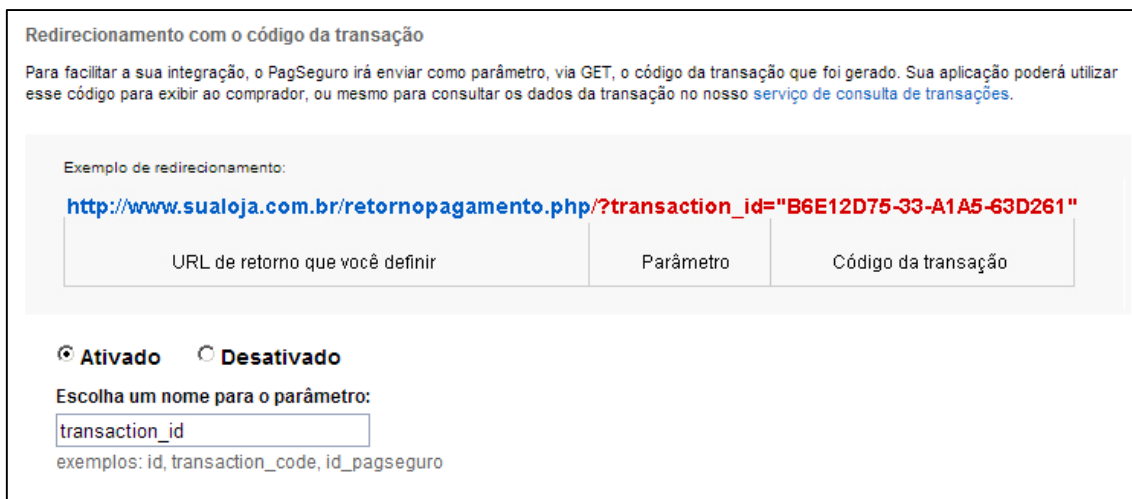 Redirecionamento com o código da transação
Para facilitar a sua integração, o PagSeguro irá enviar como parâmetro, via GET, o código da transação que foi gerado. Sua aplicação poderá utilizar
esse código para exibir ao comprador, ou mesmo para consultar os dados da transação no nosso serviço de consulta de transações.
Exemplo de redirecionamento:
http://www.sualoja.com.br/retornopagamento.php/?transaction_id="B6E12D75-33-A1A5-63D261"
URL de retorno que você definir Parâmetro Código da transação
Ativado Desativado
Escolha um nome para o parâmetro:
transaction_id
exemplos: id, transaction_code, id_pagseguro